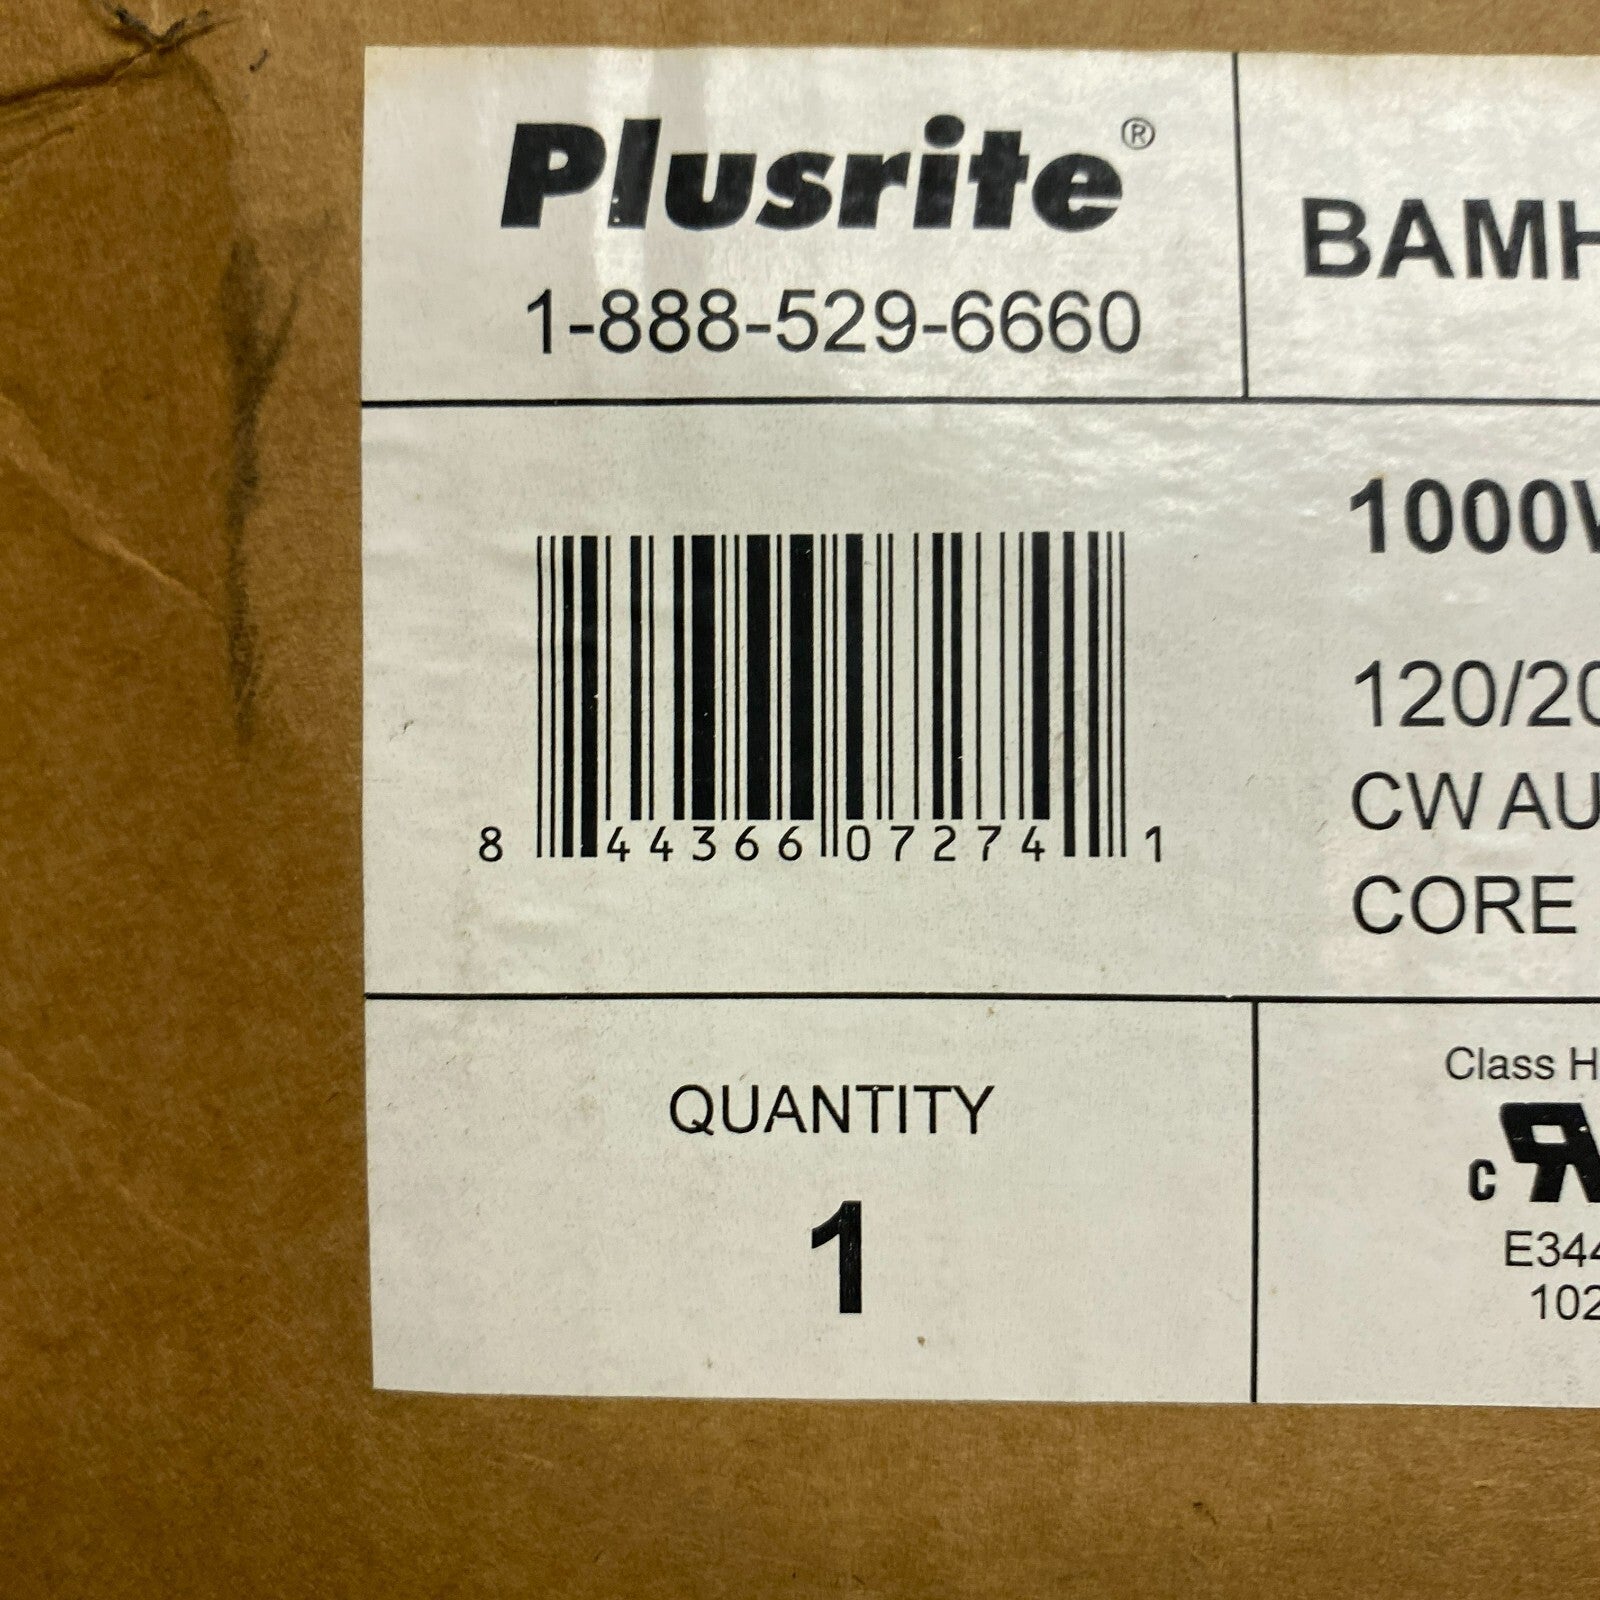 Plusrite®
1-888-529-6660
BAMH
1000W
120/20
CW AU
CORE
8 44366 07274 1
QUANTITY
1
Class H
c
E344
102